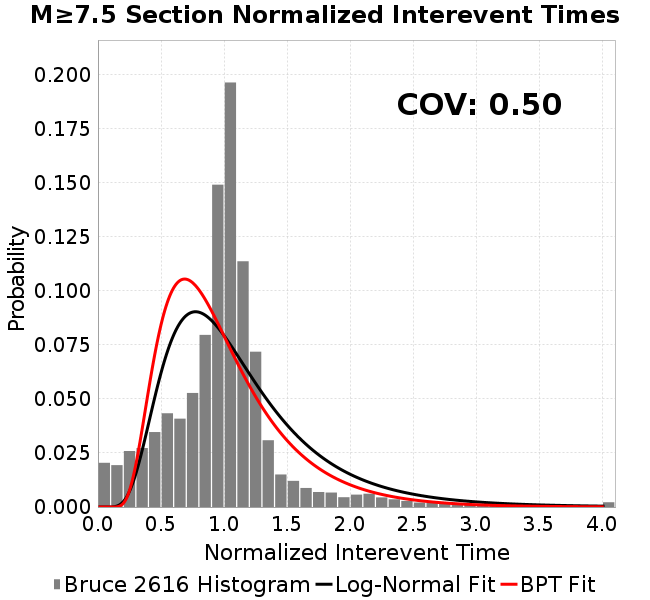 M≥7.5 Section Normalized Interevent Times
COV: 0.50
Probability
0.200
0.175
0.150
0.125
0.100
0.075
0.050
0.025
0.000
0.0 0.5 1.0 1.5 2.0 2.5 3.0 3.5 4.0
Normalized Interevent Time
Bruce 2616 Histogram Log-Normal Fit BPT Fit